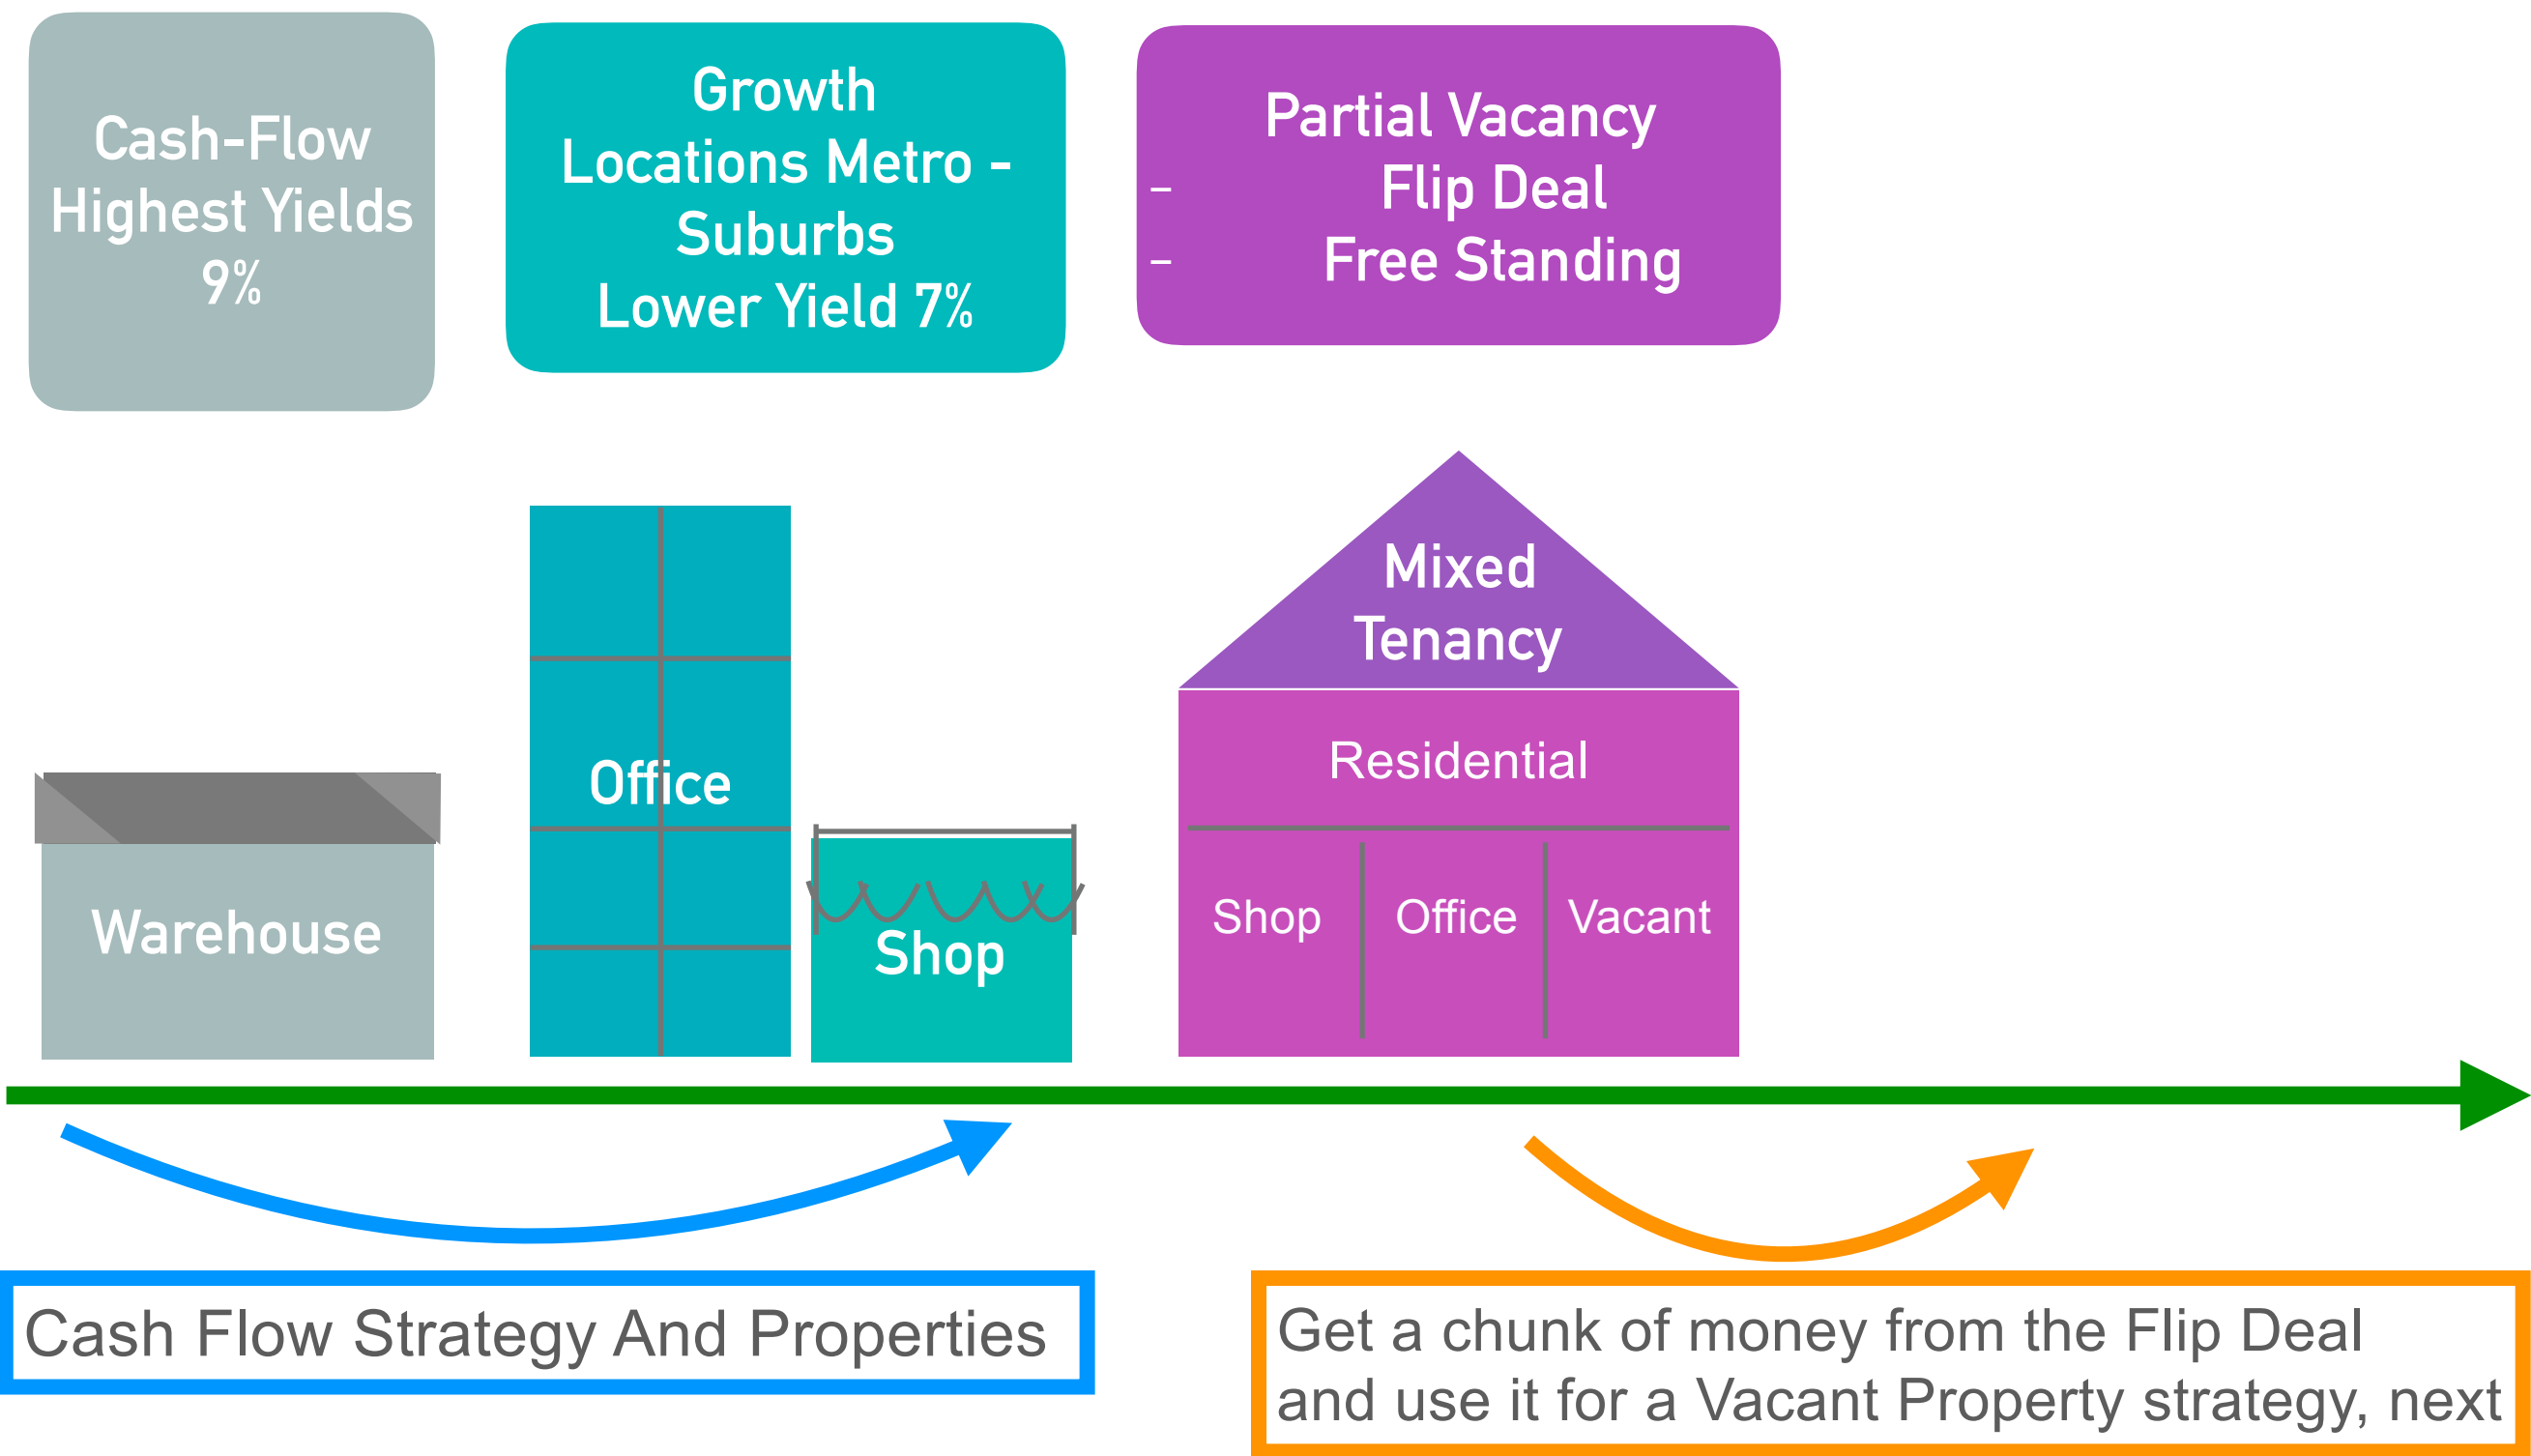 Cash-Flow
Highest Yields
9%
Growth
Locations Metro -
Suburbs
Lower Yield 7%
Partial Vacancy
- Flip Deal
- Free Standing
Mixed
Tenancy
Residential
Shop
Office
Vacant
Office
Shop
Warehouse
Cash Flow Strategy And Properties
Get a chunk of money from the Flip Deal
and use it for a Vacant Property strategy, next